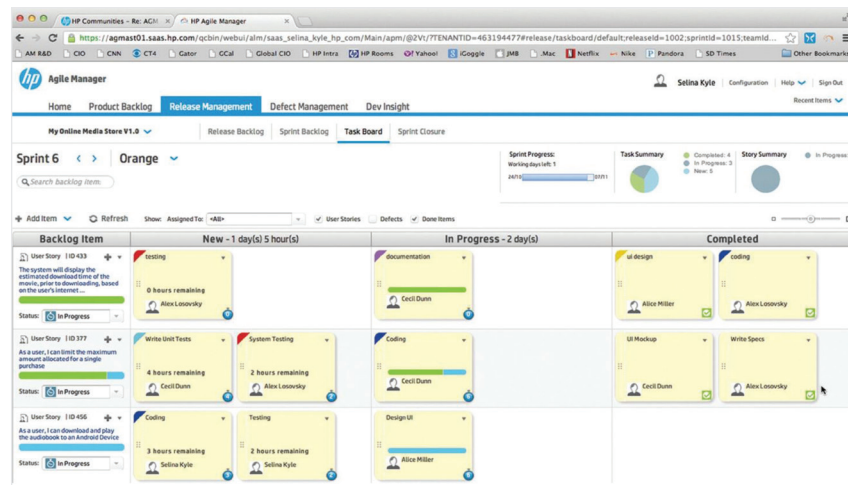 HP Communities - Re: AGM
HP Agile Manager
https://agmast01.saas.hp.com/qcbin/webui/alm/saas_selina_kyle_hp_com/Main/apm/@2Vt/?TENANTID=463194477#release/taskboard/default;releaseId=1002;sprintId=1015;teamId...
AM R&D CIO CNN CT4 Gator GCal Global CIO HP Intra HP Rooms Yahoo! iGoogle JMB .Mac Netflix Nike Pandora SD Times Other Bookmarks
hp Agile Manager
Selina Kyle Configuration Help Sign Out
Recent Items
Home Product Backlog Release Management Defect Management Dev Insight
My Online Media Store V1.0 Release Backlog Sprint Backlog Task Board Sprint Closure
Sprint 6 < > Orange
Search backlog item:
Sprint Progress:
Working days left: 1
Task Summary
Completed: 4
In Progress: 3
New: 5
Story Summary
In Progress:
+ Add Item Refresh Show: Assigned To: <All> User Stories Defects Done Items
Backlog Item New - 1 day(s) 5 hour(s) In Progress - 2 day(s) Completed
User Story | ID 433
The system will display the
estimated download time of the
movie, prior to downloading, based
on the user's internet ...
Status: In Progress
testing
0 hours remaining
Alex Losovsky
0
documentation
Cecil Dunn
0
ui design
Alice Miller
coding
Alex Losovsky
User Story | ID 377
As a user, I can limit the maximum
amount allocated for a single
purchase
Status: In Progress
Write Unit Tests
4 hours remaining
Cecil Dunn
4
System Testing
2 hours remaining
Alex Losovsky
2
Coding
Cecil Dunn
UI Mockup
Cecil Dunn
Write Specs
Alex Losovsky
User Story | ID 456
As a user, I can download and play
the audiobook to an Android Device
Status: In Progress
Coding
3 hours remaining
Selina Kyle
3
Testing
2 hours remaining
Selina Kyle
2
Design UI
Alice Miller